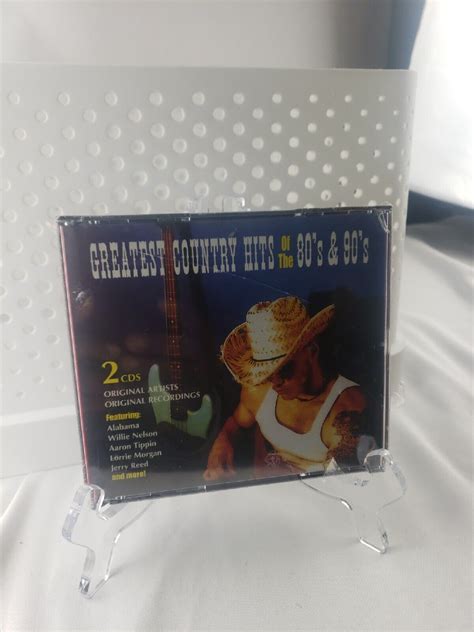 GREATEST COUNTRY HITS Of The 80's & 90's
2 CDS
ORIGINAL ARTISTS
ORIGINAL RECORDINGS
Featuring:
Alabama
Willie Nelson
Aaron Tippin
Lorrie Morgan
Jerry Reed
and more!